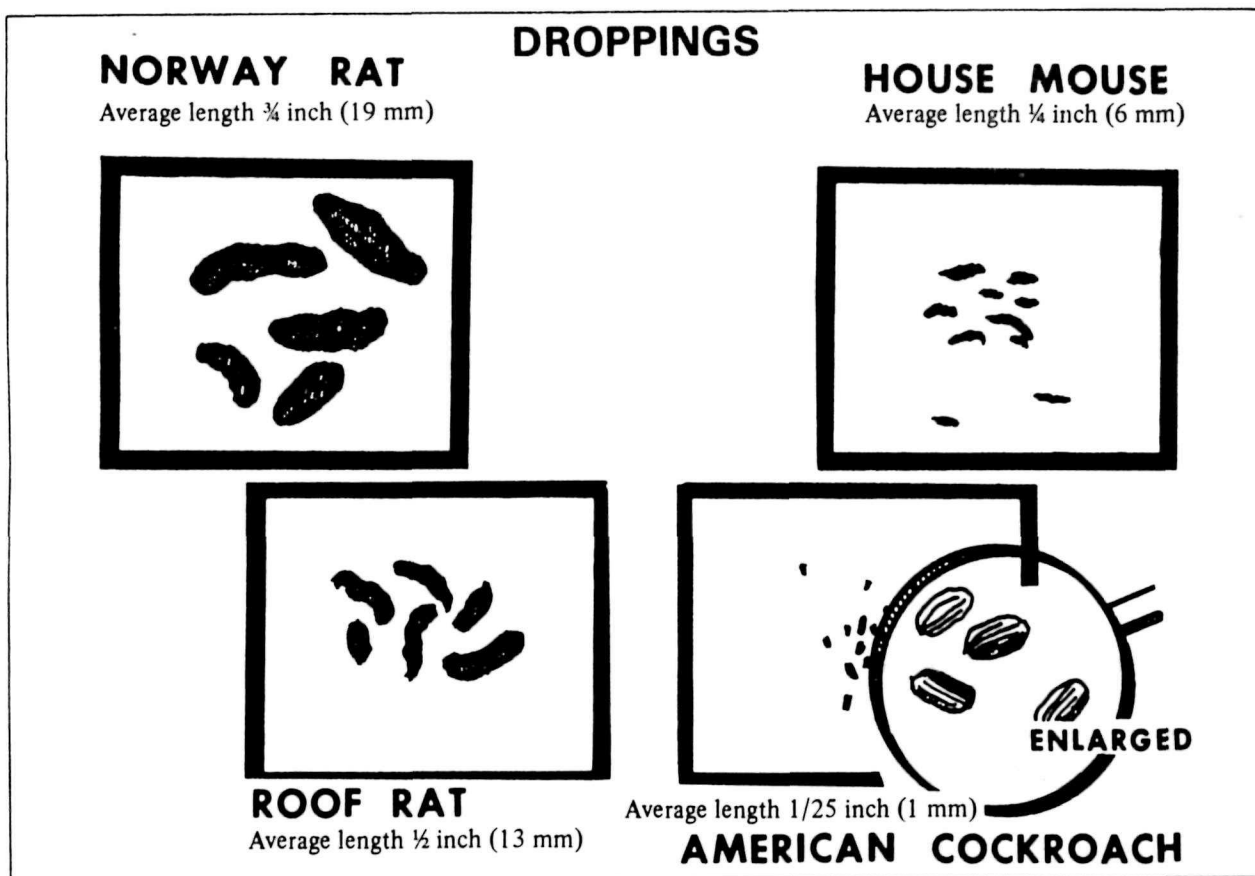 DROPPINGS
NORWAY RAT
Average length ¾ inch (19 mm)
HOUSE MOUSE
Average length ¼ inch (6 mm)
ROOF RAT
Average length ½ inch (13 mm)
ENLARGED
Average length 1/25 inch (1 mm)
AMERICAN COCKROACH